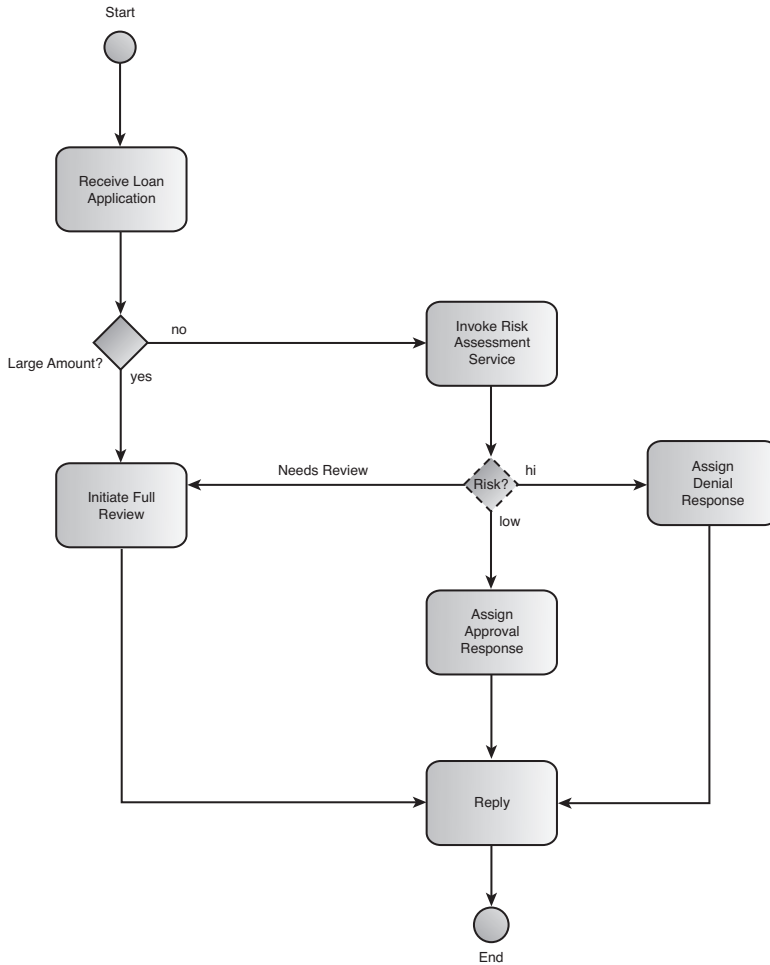 Start
Receive Loan
Application
no
Large Amount?
yes
Invoke Risk
Assessment
Service
Initiate Full
Review
Needs Review
Risk?
hi
low
Assign
Denial
Response
Assign
Approval
Response
Reply
End